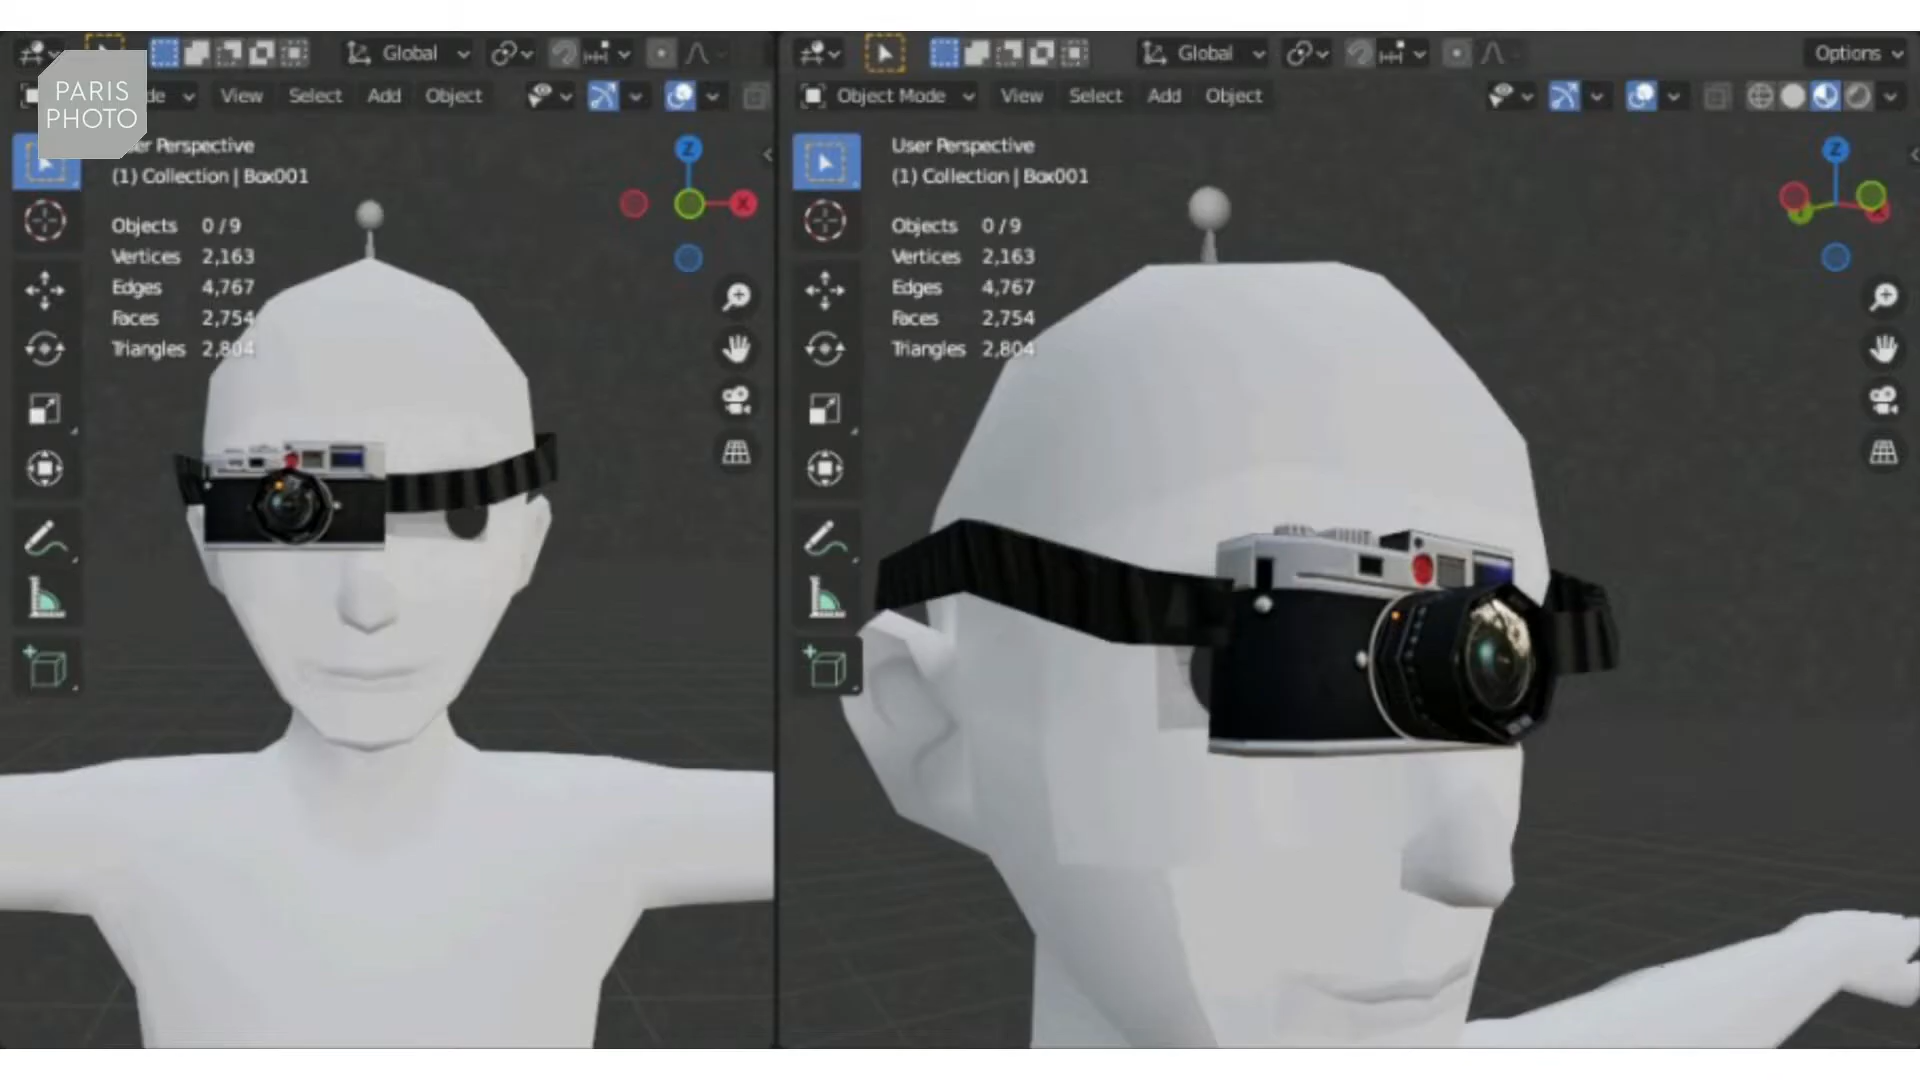 PARIS
PHOTO
Global
de
View
Select
Add
Object
er Perspective
(1) Collection | Box001
Objects 0 / 9
Vertices 2,163
Edges 4,767
Faces 2,754
Triangles 2,804
Z
X
Global
Options
Object Mode
View
Select
Add
Object
User Perspective
(1) Collection | Box001
Objects 0 / 9
Vertices 2,163
Edges 4,767
Faces 2,754
Triangles 2,804
Z